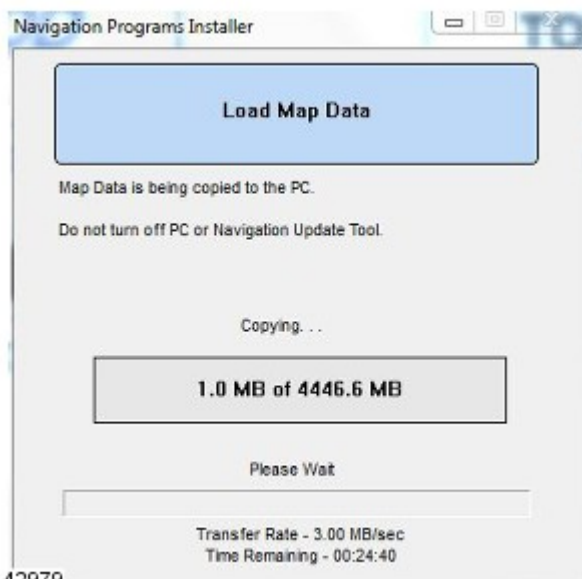 Navigation Programs Installer
TO
Load Map Data
Map Data is being copied to the PC.
Do not turn off PC or Navigation Update Tool.
Copying. . .
1.0 MB of 4446.6 MB
Please Wait
Transfer Rate - 3.00 MB/sec
Time Remaining - 00:24:40